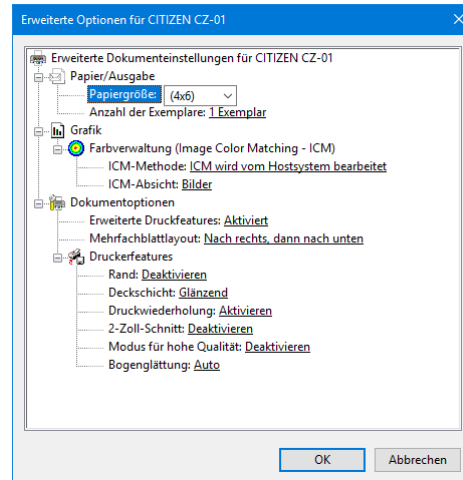 Erweiterte Optionen für CITIZEN CZ-01
Erweiterte Dokumenteinstellungen für CITIZEN CZ-01
Papier/Ausgabe
Papiergröße: (4x6)
Anzahl der Exemplare: 1 Exemplar
Grafik
Farbverwaltung (Image Color Matching - ICM)
ICM-Methode: ICM wird vom Hostsystem bearbeitet
ICM-Absicht: Bilder
Dokumentoptionen
Erweiterte Druckfeatures: Aktiviert
Mehrfachblattlayout: Nach rechts, dann nach unten
Druckerfeatures
Rand: Deaktivieren
Deckschicht: Glänzend
Druckwiederholung: Aktivieren
2-Zoll-Schnitt: Deaktivieren
Modus für hohe Qualität: Deaktivieren
Bogenglättung: Auto
OK Abbrechen